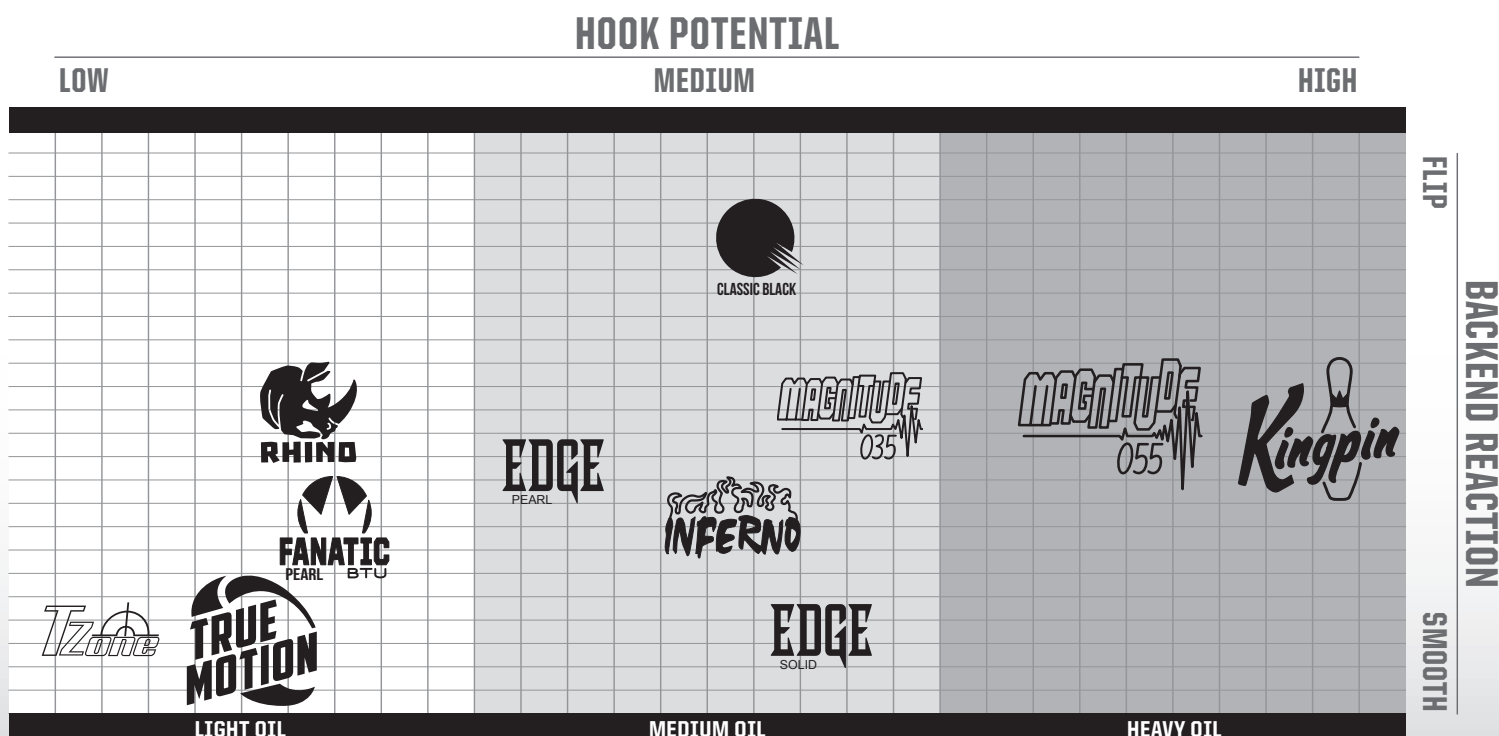 HOOK POTENTIAL
LOW MEDIUM HIGH
FLIP
BACKEND REACTION
SMOOTH
CLASSIC BLACK
RHINO
MAGNITUDE
035
MAGNITUDE
055
Kingpin
EDGE
PEARL
INFERNO
FANATIC
PEARL BTU
TZone
TRUE
MOTION
EDGE
SOLID
LIGHT OIL MEDIUM OIL HEAVY OIL